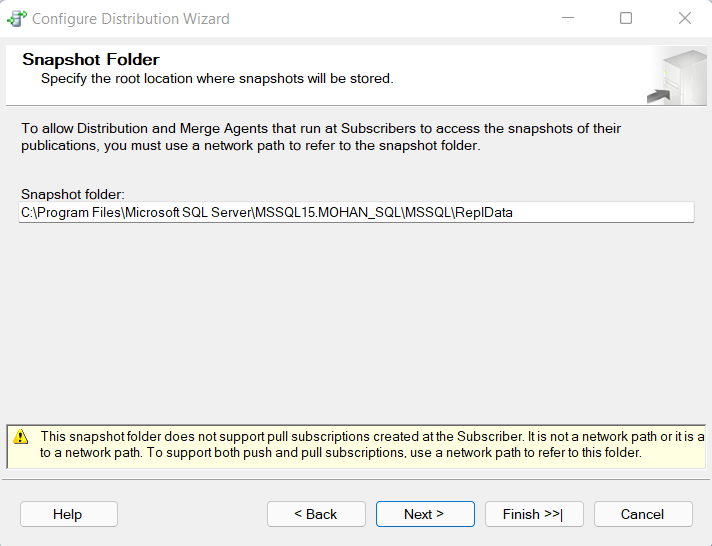 Configure Distribution Wizard
Snapshot Folder
Specify the root location where snapshots will be stored.
To allow Distribution and Merge Agents that run at Subscribers to access the snapshots of their
publications, you must use a network path to refer to the snapshot folder.
Snapshot folder:
C:\Program Files\Microsoft SQL Server\MSSQL15.MOHAN_SQL\MSSQL\ReplData
This snapshot folder does not support pull subscriptions created at the Subscriber. It is not a network path or it is a
to a network path. To support both push and pull subscriptions, use a network path to refer to this folder.
Help
< Back
Next >
Finish >>|
Cancel